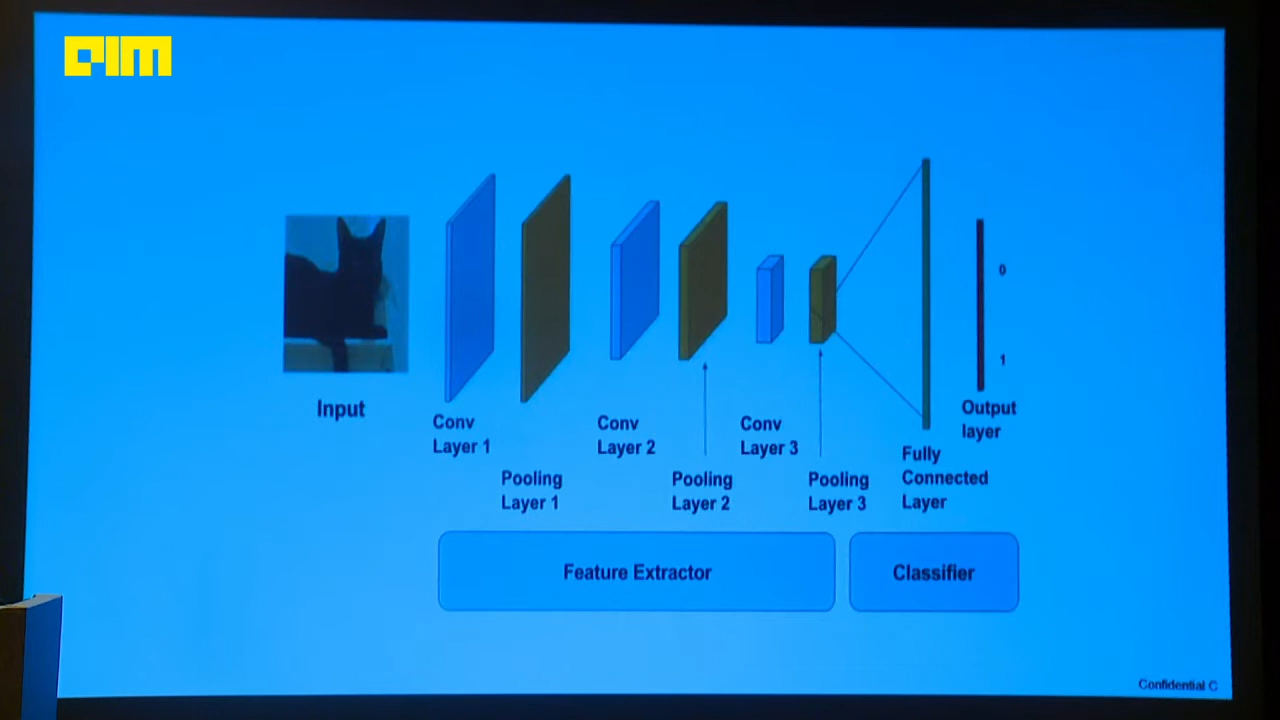 AIM
0
1
Input
Conv
Layer 1
Pooling
Layer 1
Conv
Layer 2
Pooling
Layer 2
Conv
Layer 3
Pooling
Layer 3
Fully
Connected
Layer
Output
layer
Feature Extractor
Classifier
Confidential C